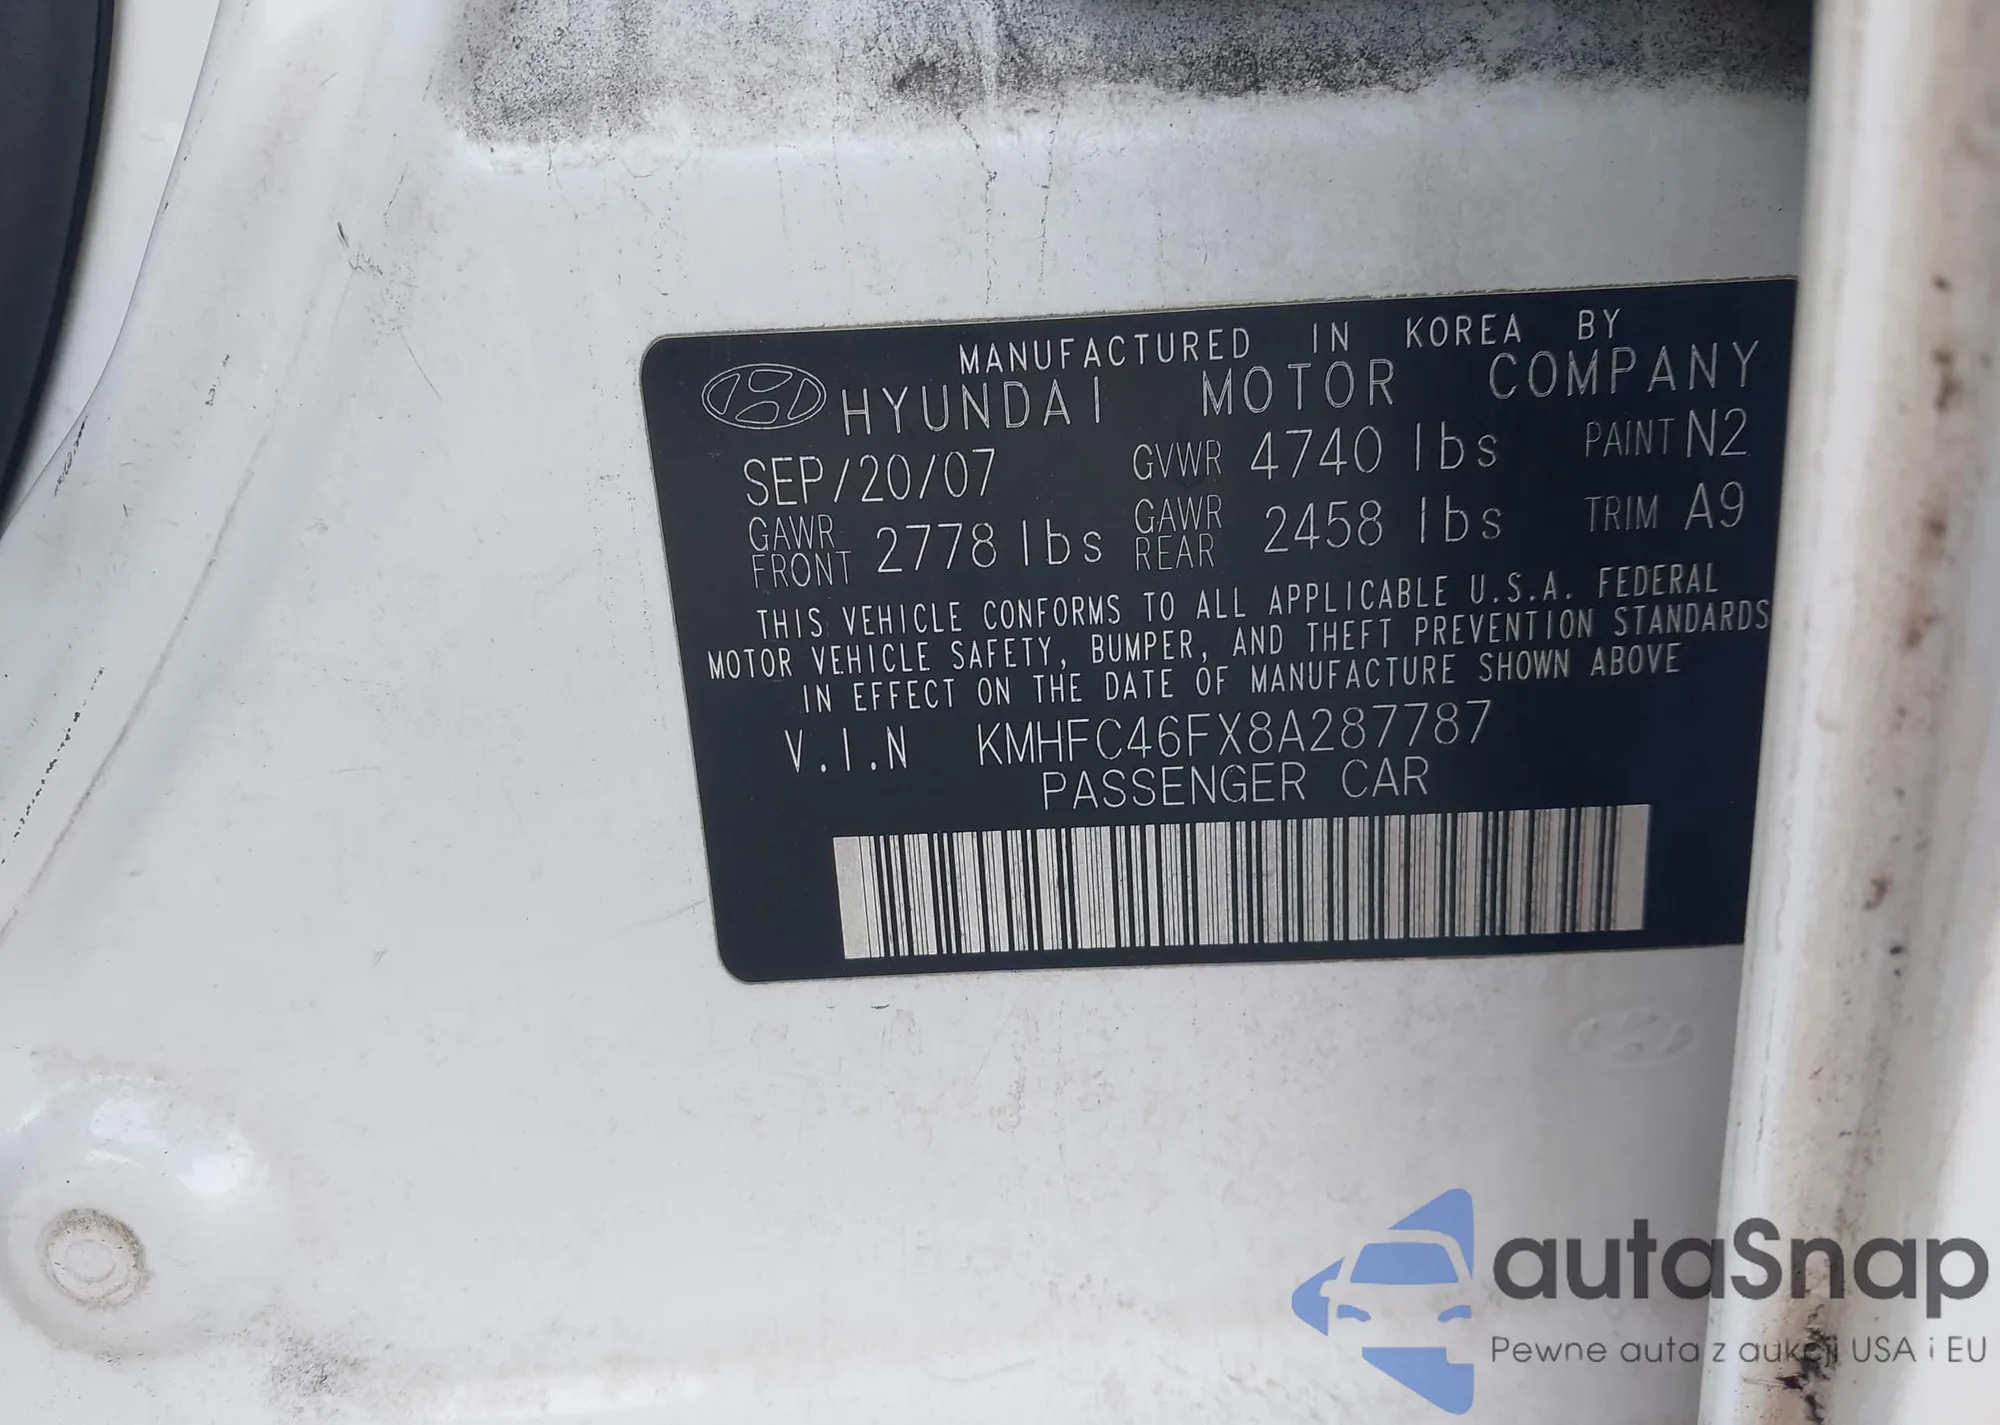 MANUFACTURED IN KOREA BY
HYUNDAI MOTOR COMPANY
SEP/20/07 GVWR 4740 lbs PAINT N2
GAWR FRONT 2778 lbs GAWR REAR 2458 lbs TRIM A9
THIS VEHICLE CONFORMS TO ALL APPLICABLE U.S.A. FEDERAL
MOTOR VEHICLE SAFETY, BUMPER, AND THEFT PREVENTION STANDARDS
IN EFFECT ON THE DATE OF MANUFACTURE SHOWN ABOVE
V.I.N KMHFC46FX8A287787
PASSENGER CAR
autaSnap
Pewne auta z aukcji USA i EU